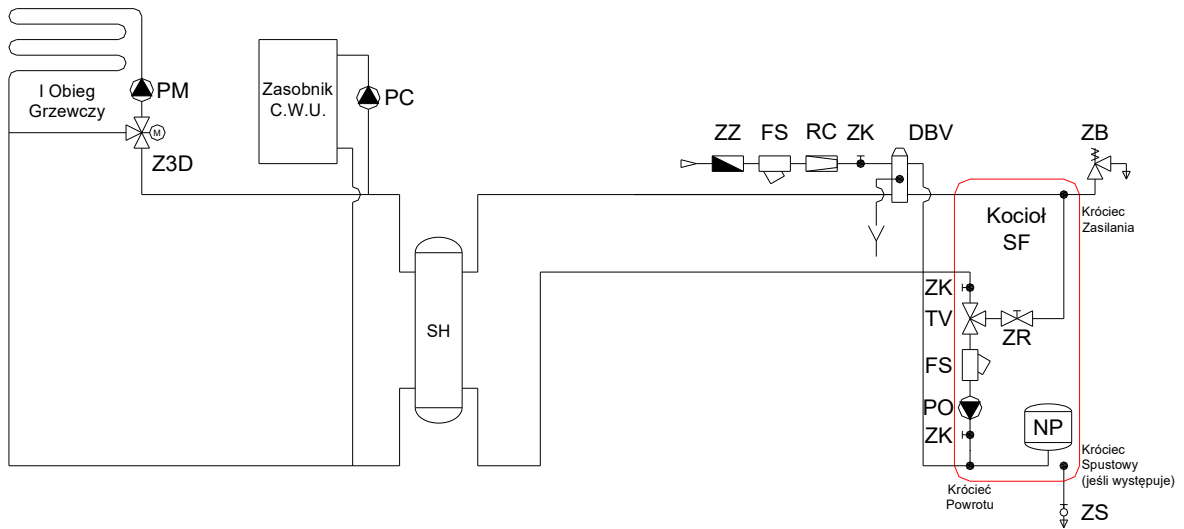 I Obieg
Grzewczy
PM
M
Z3D
Zasobnik
C.W.U.
PC
SH
ZZ
FS
RC
ZK
DBV
ZB
Kocioł
SF
Króciec
Zasilania
ZK
TV
ZR
FS
PO
ZK
NP
Króciec
Spustowy
(jeśli występuje)
Króćieć
Powrotu
ZS